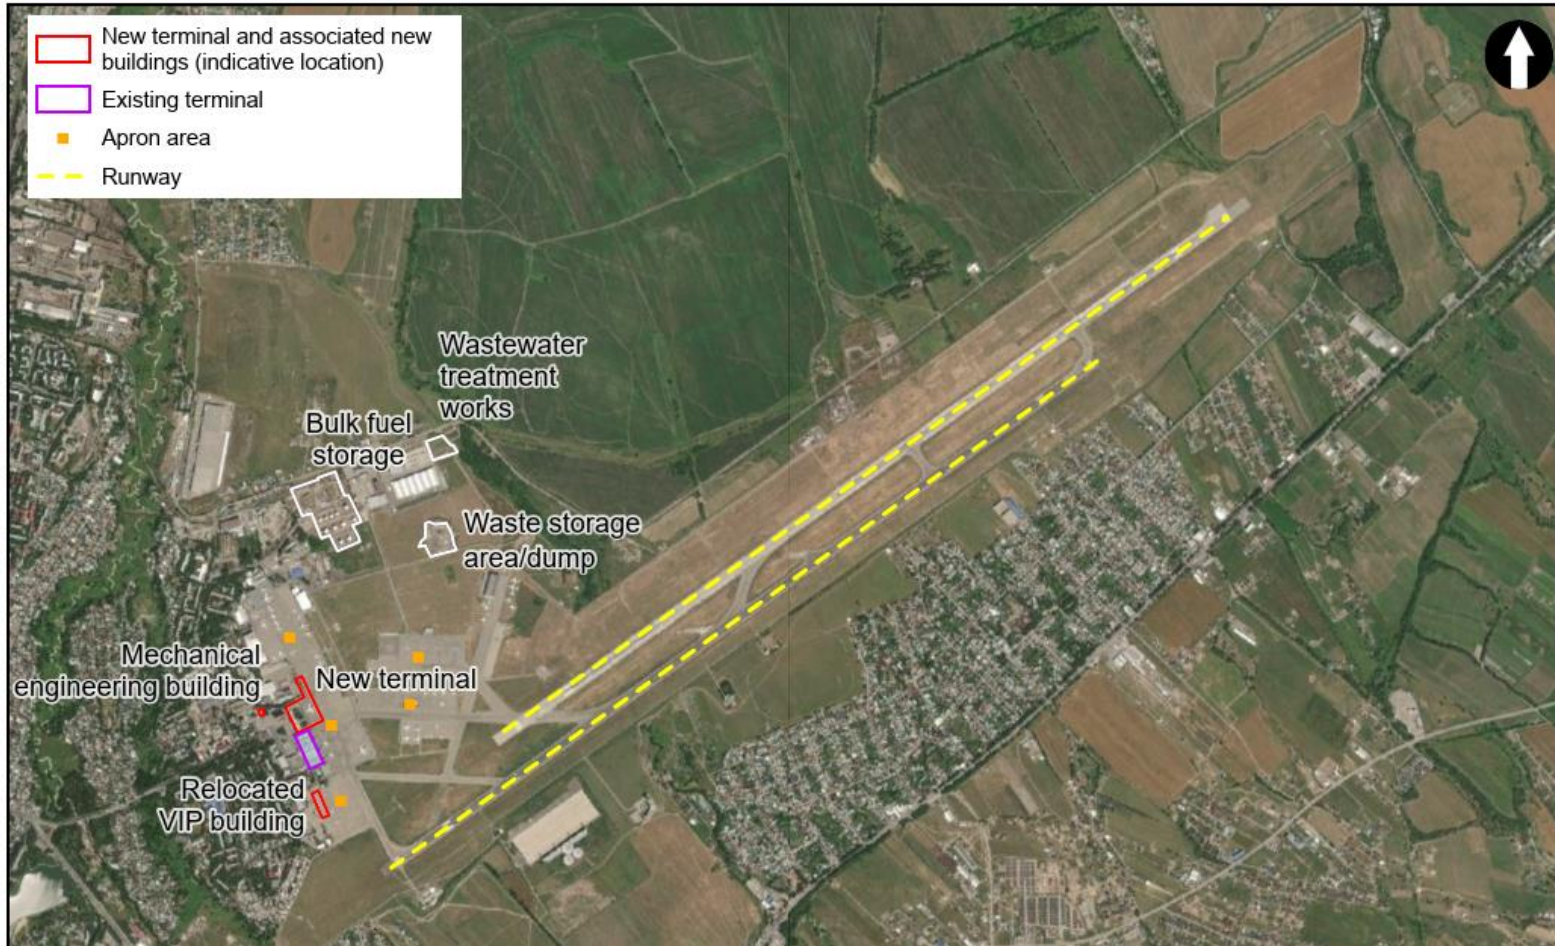 New terminal and associated new
buildings (indicative location)
Existing terminal
Apron area
Runway
Wastewater
treatment
works
Bulk fuel
storage
Waste storage
area/dump
Mechanical
engineering building
New terminal
Relocated
VIP building